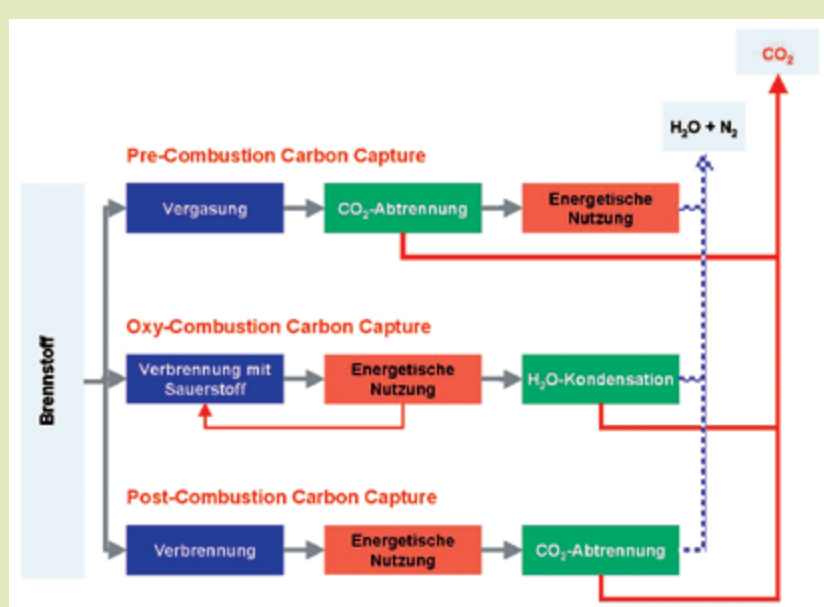 CO₂
H₂O + N₂
Pre-Combustion Carbon Capture
Vergasung
CO₂-Abtrennung
Energetische
Nutzung
Brennstoff
Oxy-Combustion Carbon Capture
Verbrennung mit
Sauerstoff
Energetische
Nutzung
H₂O-Kondensation
Post-Combustion Carbon Capture
Verbrennung
Energetische
Nutzung
CO₂-Abtrennung